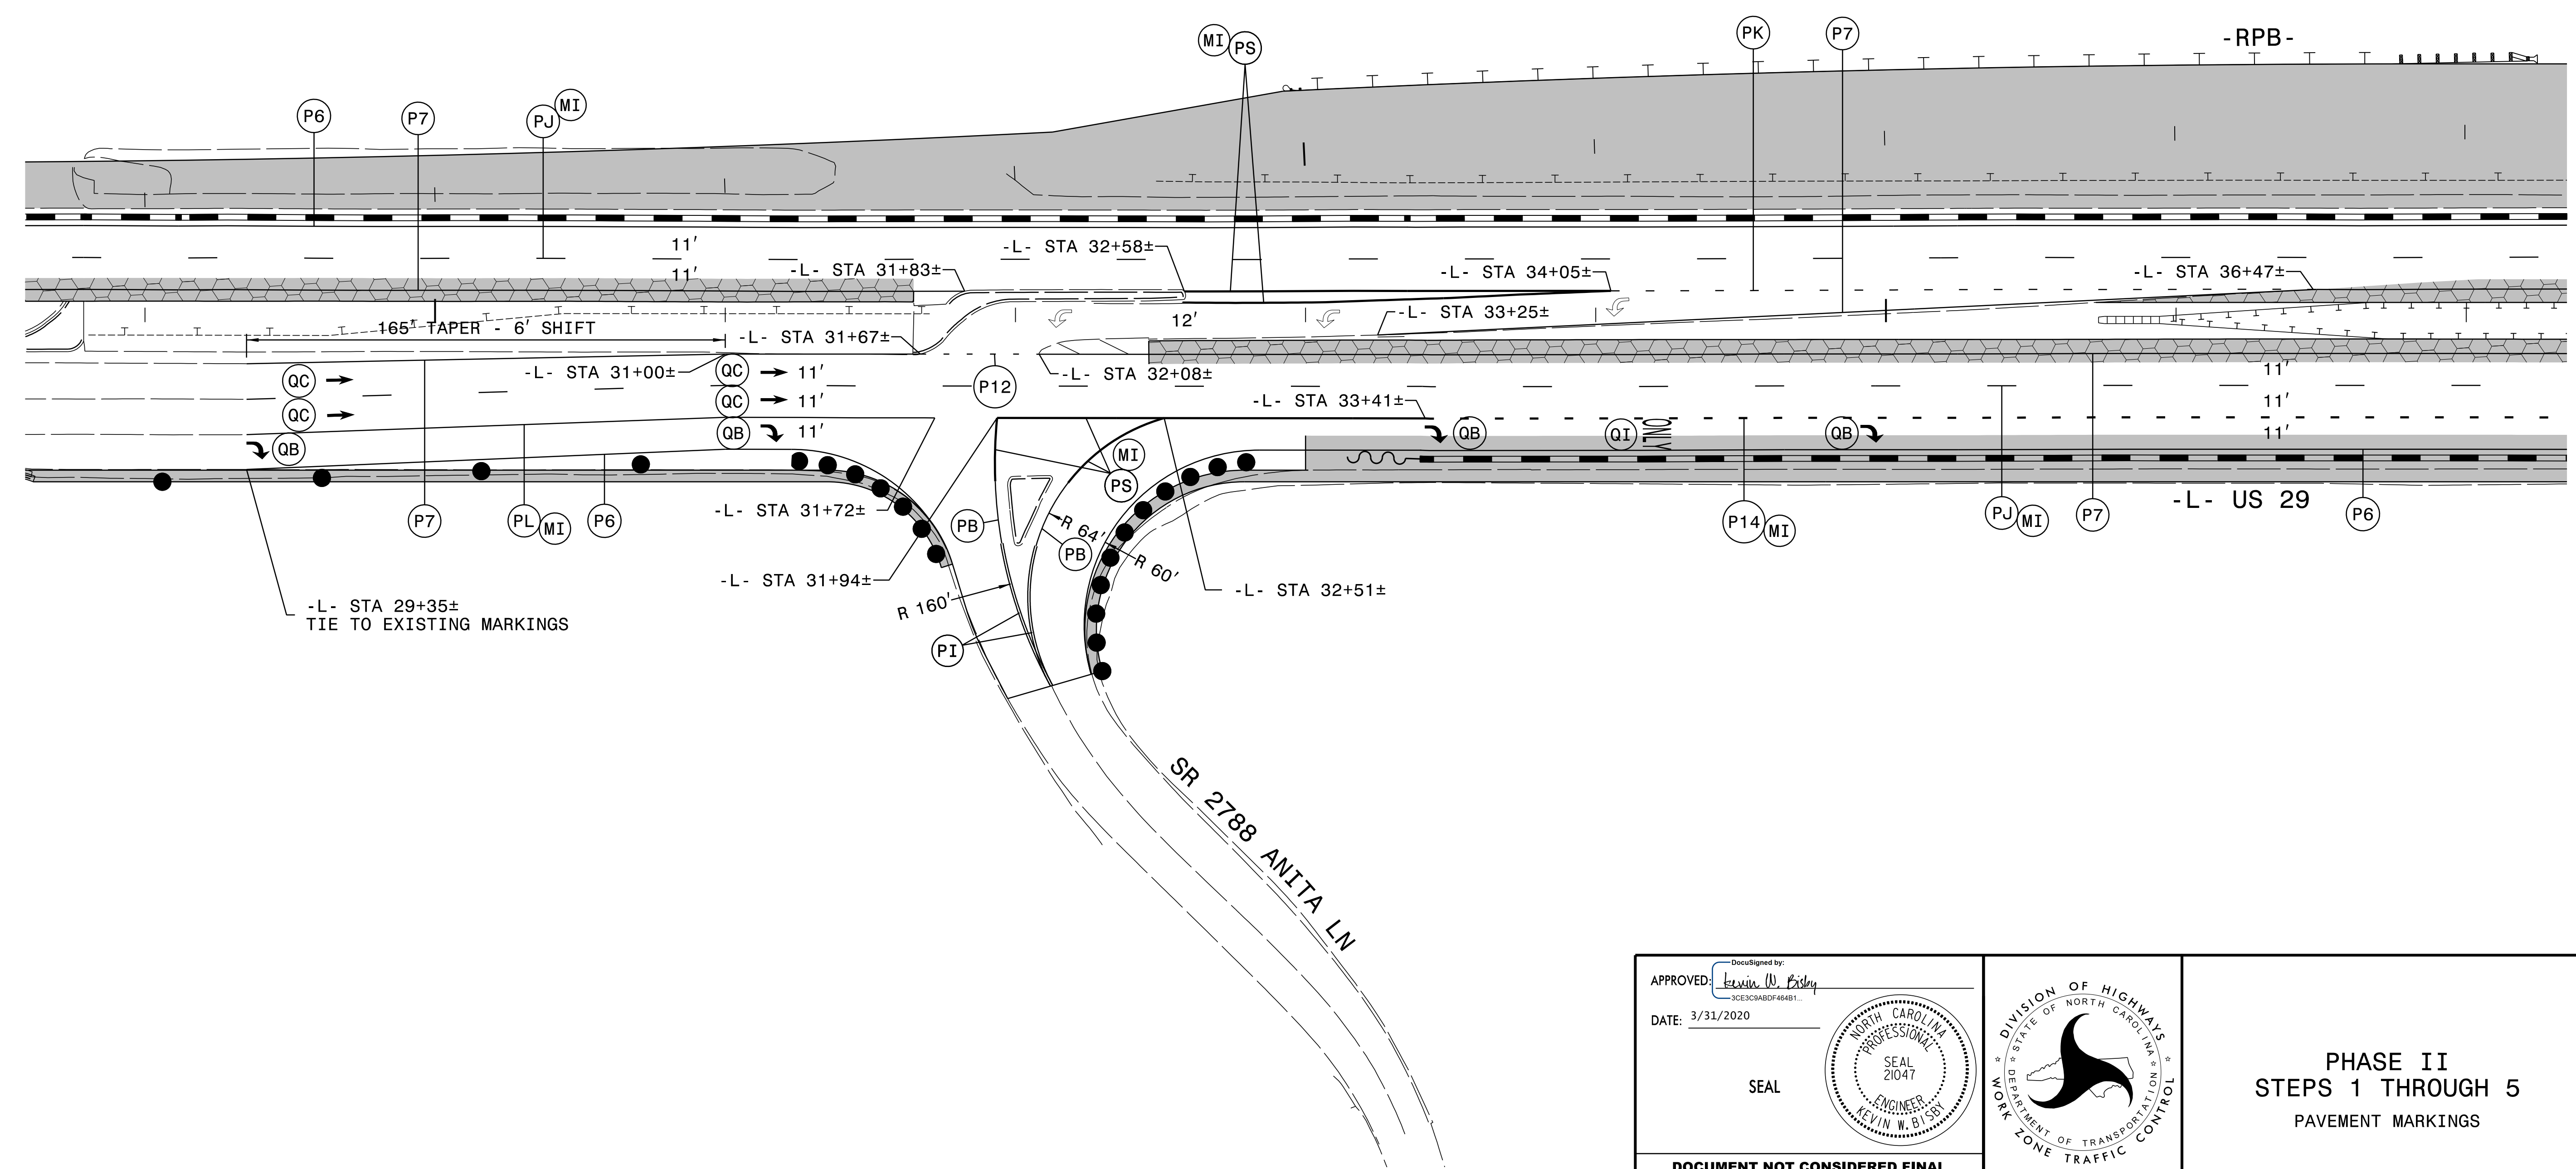 MI
PS
PK
P7
-RPB-
P6
P7
PJ
MI
11'
11'
-L- STA 32+58±
-L- STA 31+83±
-L- STA 34+05±
-L- STA 36+47±
165' TAPER - 6' SHIFT
12'
-L- STA 33+25±
-L- STA 31+67±
-L- STA 31+00±
-L- STA 32+08±
QC
QC
QC
11'
QC
11'
QB
11'
P12
-L- STA 33+41±
11'
11'
11'
QB
QB
QI
ONLY
QB
MI
PS
P7
PL
MI
P6
-L- STA 31+72±
PB
PB
R 64'
R 60'
P14
MI
PJ
MI
P7
-L- US 29
P6
-L- STA 31+94±
-L- STA 32+51±
R 160'
-L- STA 29+35±
TIE TO EXISTING MARKINGS
PI
SR 2788 ANITA LN
APPROVED:
DocuSigned by:
Kevin W. Bisby
3CE3C9ABDF464B1...
DATE: 3/31/2020
SEAL
NORTH CAROLINA
PROFESSIONAL
SEAL
21047
ENGINEER
KEVIN W. BISBY
DIVISION OF HIGHWAYS
STATE OF NORTH CAROLINA
DEPARTMENT OF TRANSPORTATION
WORK ZONE TRAFFIC CONTROL
PHASE II
STEPS 1 THROUGH 5
PAVEMENT MARKINGS
DOCUMENT NOT CONSIDERED FINAL